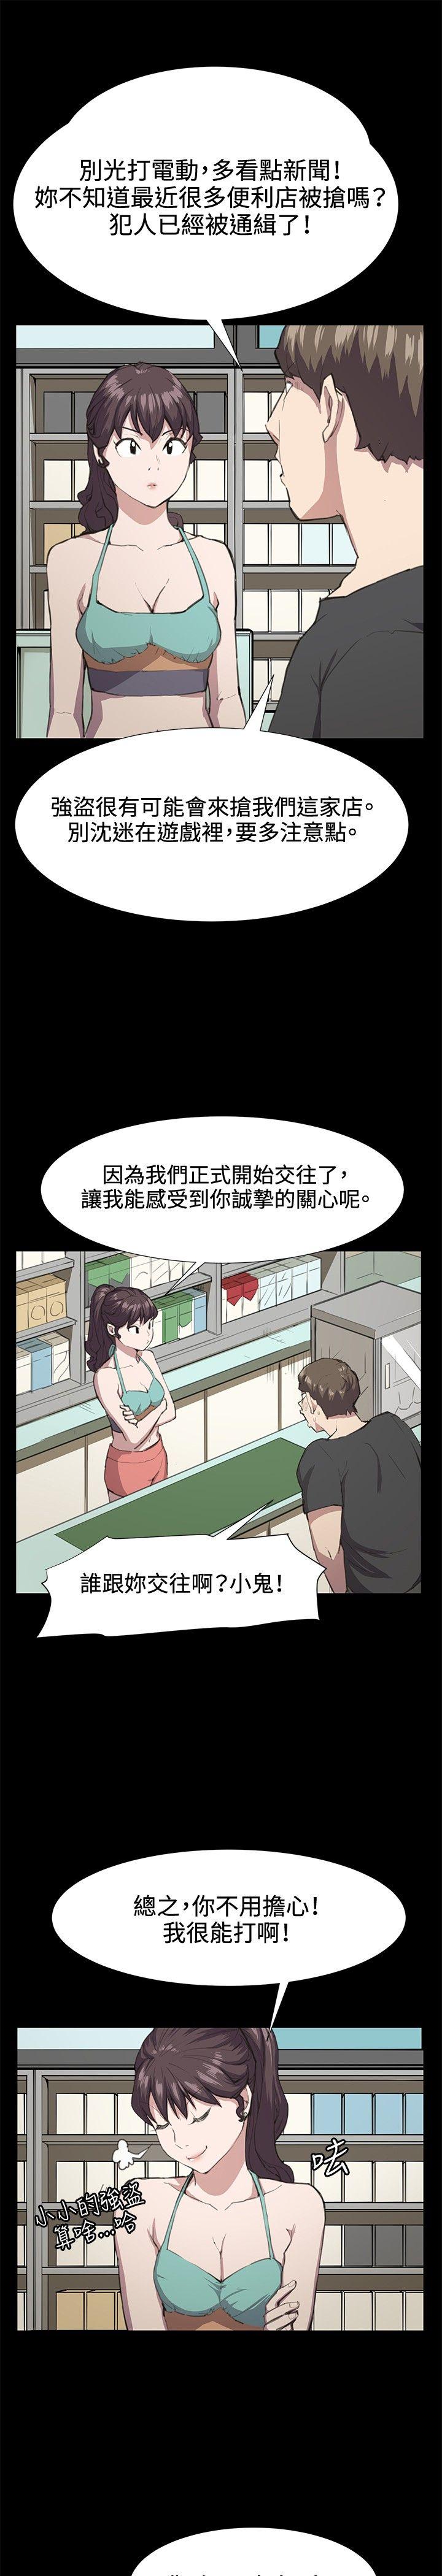 別光打電動，多看點新聞！
妳不知道最近很多便利店被搶嗎？
犯人已經被通緝了！
強盜很有可能會來搶我們這家店。
別沈迷在遊戲裡，要多注意點。
因為我們正式開始交往了，
讓我能感受到你誠摯的關心呢。
誰跟妳交往啊？小鬼！
總之，你不用擔心！
我很能打啊！
呿
小小的強盜
算啥…哈